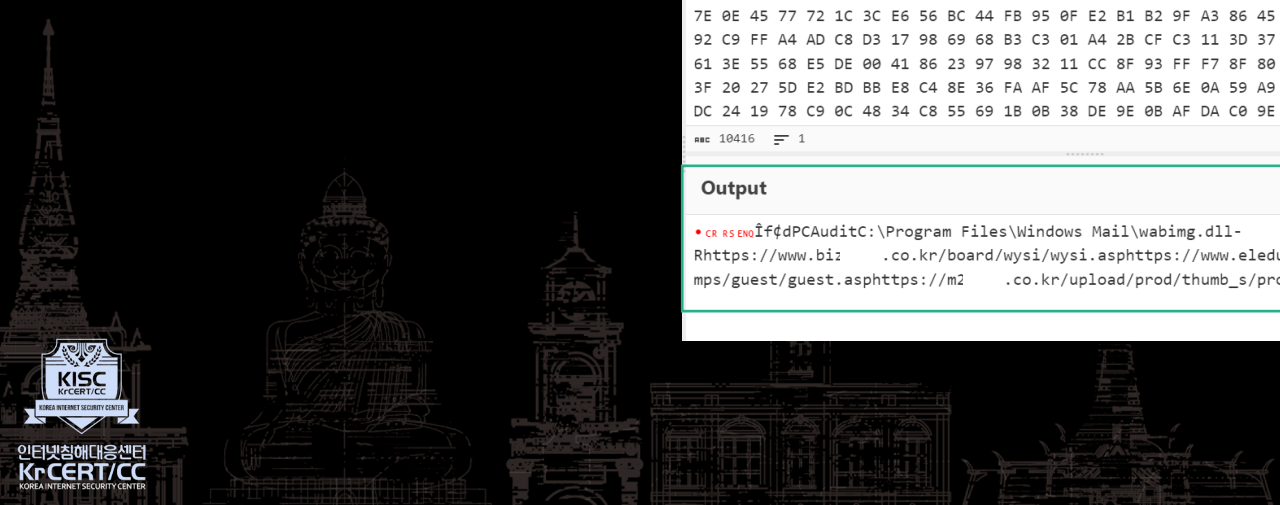 7E 0E 45 77 72 1C 3C E6 56 BC 44 FB 95 0F E2 B1 B2 9F A3 86 45
92 C9 FF A4 AD C8 D3 17 98 69 68 B3 C3 01 A4 2B CF C3 11 3D 37
61 3E 55 68 E5 DE 00 41 86 23 97 98 32 11 CC 8F 93 FF F7 8F 80
3F 20 27 5D E2 BD BB E8 C4 8E 36 FA AF 5C 78 AA 5B 6E 0A 59 A9
DC 24 19 78 C9 0C 48 34 C8 55 69 1B 0B 38 DE 9E 0B AF DA C0 9E
ABC 10416 1
Output
•CR RS ENQÎf¢dPCAuditC:\Program Files\Windows Mail\wabimg.dll-
Rhttps://www.biz .co.kr/board/wysi/wysi.asphttps://www.eledu
mps/guest/guest.asphttps://m2 .co.kr/upload/prod/thumb_s/pro
KISC
KrCERT/CC
KOREA INTERNET SECURITY CENTER
인터넷침해대응센터
KrCERT/CC
KOREA INTERNET SECURITY CENTER